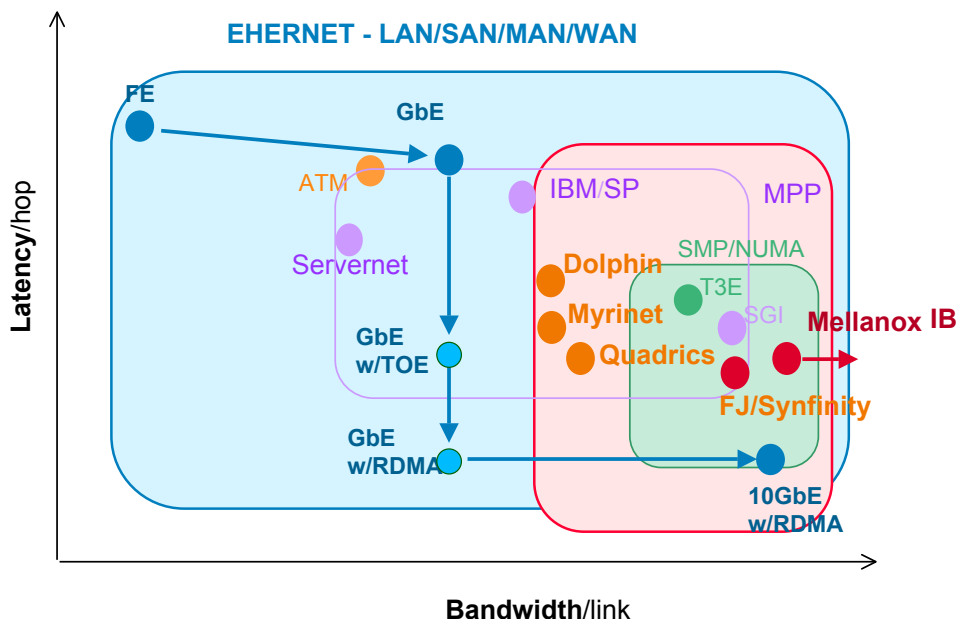 EHERNET - LAN/SAN/MAN/WAN
FE
GbE
ATM
IBM/SP
MPP
Servernet
SMP/NUMA
Dolphin
T3E
Myrinet
SGI
Mellanox IB
GbE
w/TOE
Quadrics
FJ/Synfinity
GbE
w/RDMA
10GbE
w/RDMA
Latency/hop
Bandwidth/link